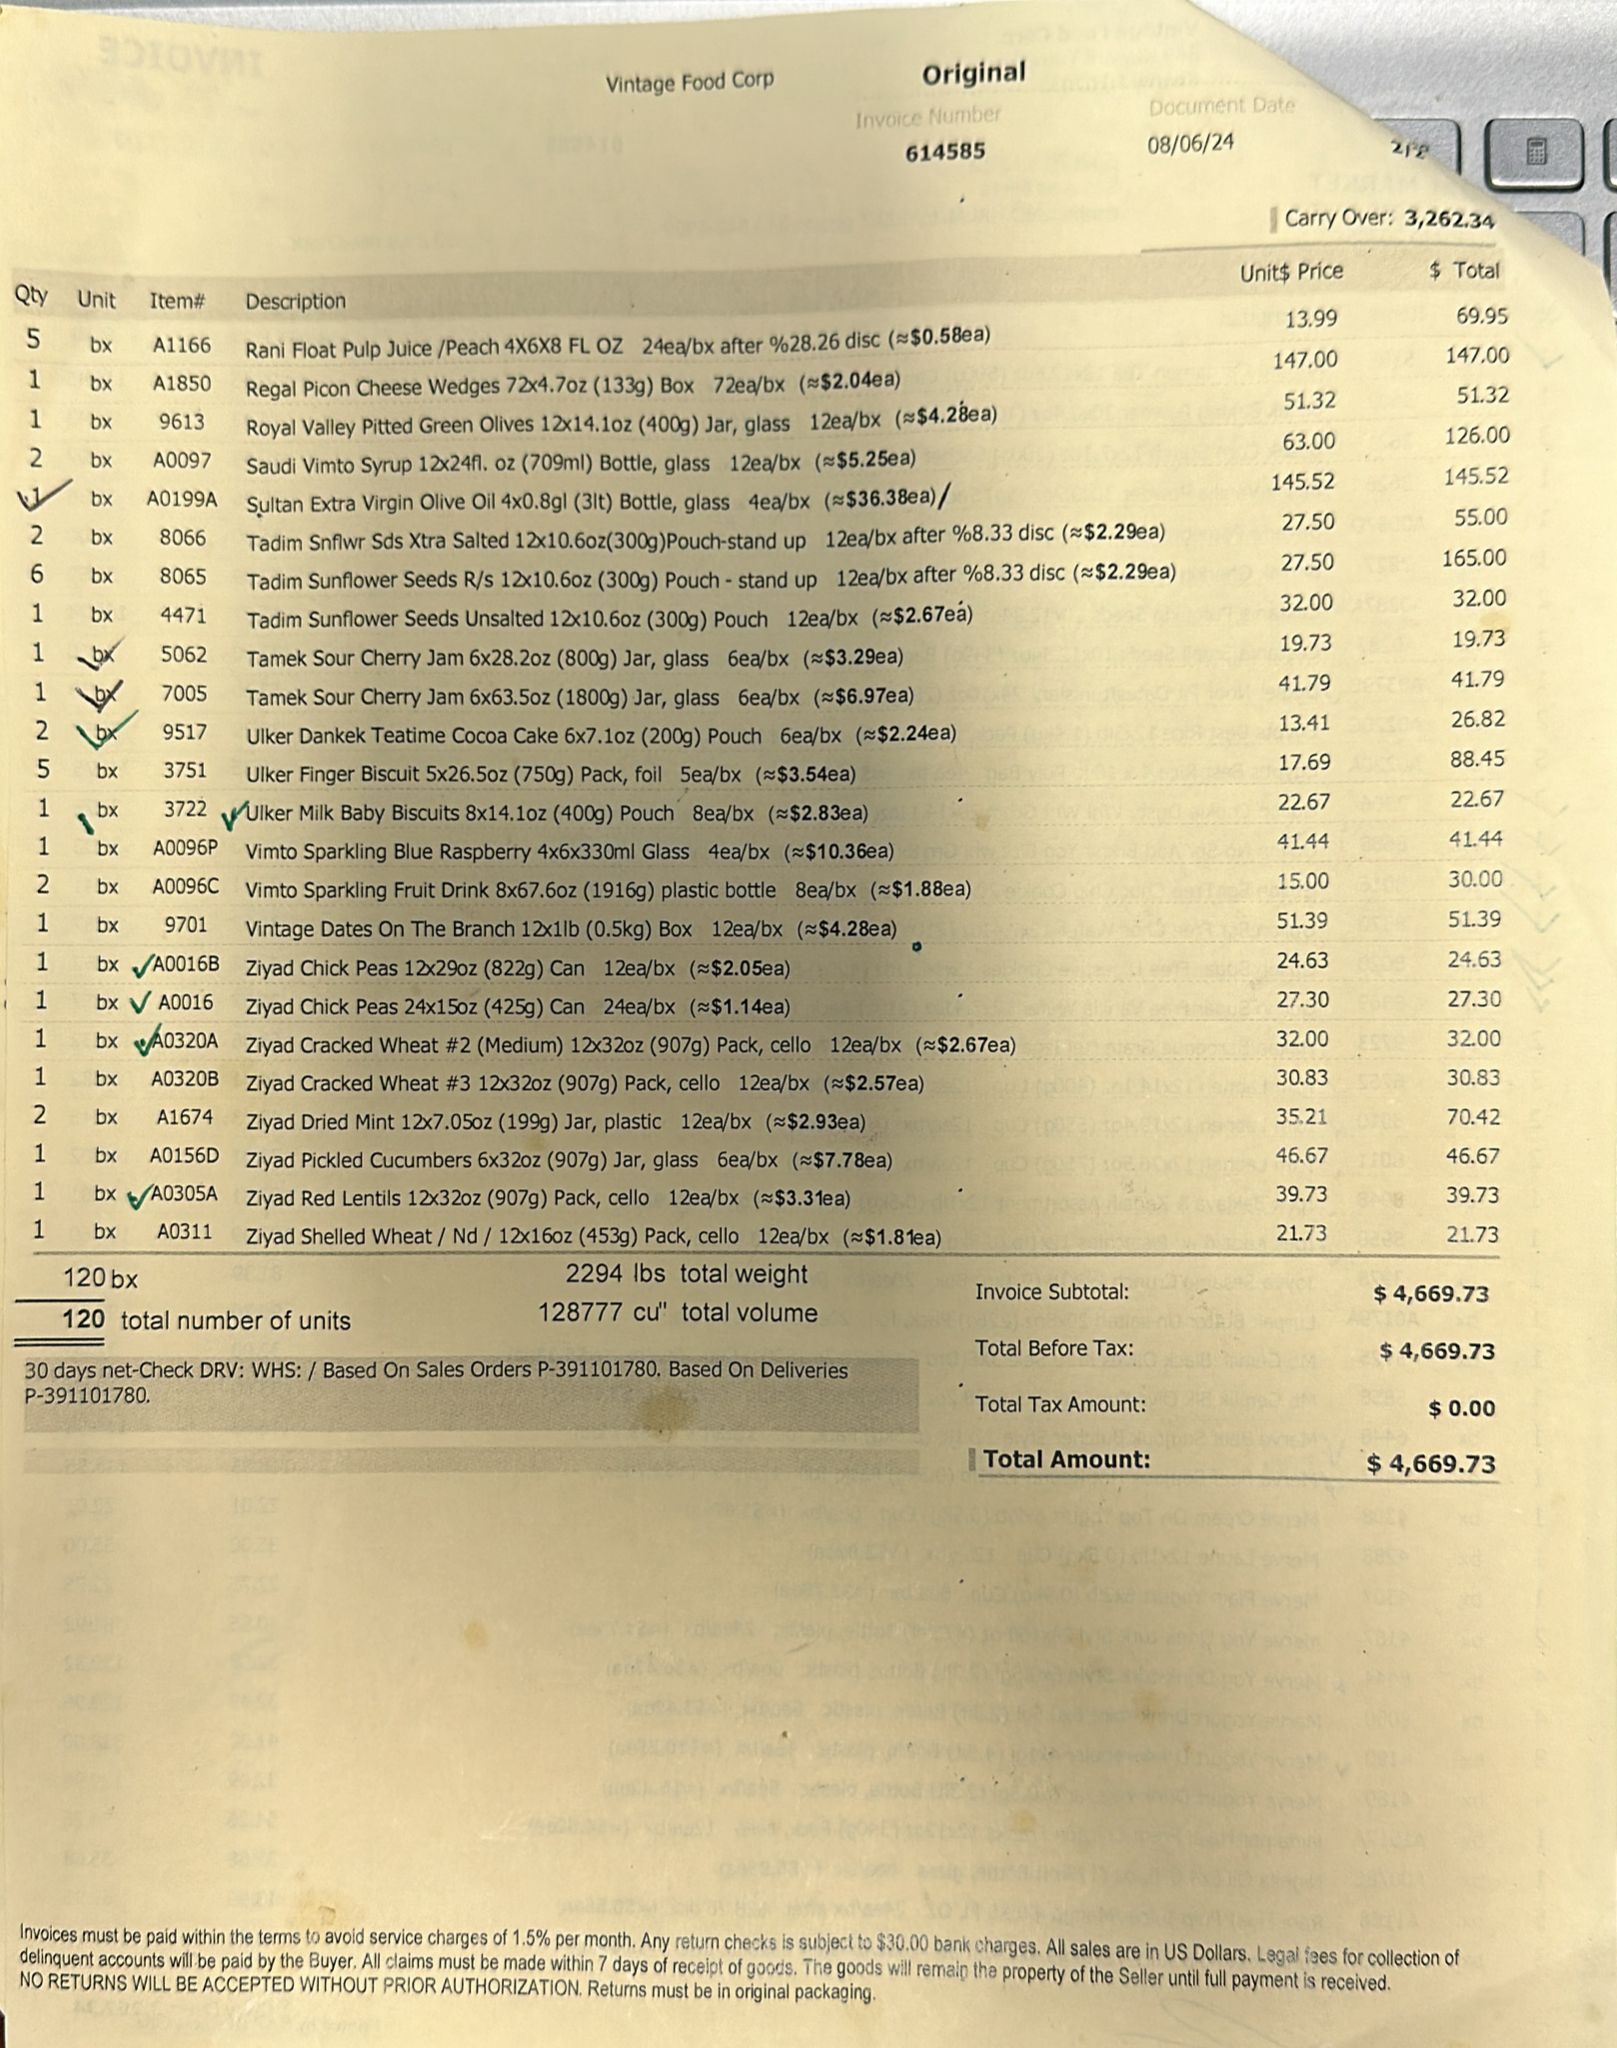 Vintage Food Corp
Original
Invoice Number
Document Date
614585
08/06/24
Carry Over: 3,262.34
Qty Unit Item# Description Unit$ Price $ Total
5 bx A1166 Rani Float Pulp Juice /Peach 4X6X8 FL OZ 24ea/bx after %28.26 disc (≈$0.58ea) 13.99 69.95
1 bx A1850 Regal Picon Cheese Wedges 72x4.7oz (133g) Box 72ea/bx (≈$2.04ea) 147.00 147.00
1 bx 9613 Royal Valley Pitted Green Olives 12x14.1oz (400g) Jar, glass 12ea/bx (≈$4.28ea) 51.32 51.32
2 bx A0097 Saudi Vimto Syrup 12x24fl. oz (709ml) Bottle, glass 12ea/bx (≈$5.25ea) 63.00 126.00
1 bx A0199A Sultan Extra Virgin Olive Oil 4x0.8gl (3lt) Bottle, glass 4ea/bx (≈$36.38ea) 145.52 145.52
2 bx 8066 Tadim Snflwr Sds Xtra Salted 12x10.6oz(300g)Pouch-stand up 12ea/bx after %8.33 disc (≈$2.29ea) 27.50 55.00
6 bx 8065 Tadim Sunflower Seeds R/s 12x10.6oz (300g) Pouch - stand up 12ea/bx after %8.33 disc (≈$2.29ea) 27.50 165.00
1 bx 4471 Tadim Sunflower Seeds Unsalted 12x10.6oz (300g) Pouch 12ea/bx (≈$2.67ea) 32.00 32.00
1 bx 5062 Tamek Sour Cherry Jam 6x28.2oz (800g) Jar, glass 6ea/bx (≈$3.29ea) 19.73 19.73
1 bx 7005 Tamek Sour Cherry Jam 6x63.5oz (1800g) Jar, glass 6ea/bx (≈$6.97ea) 41.79 41.79
2 bx 9517 Ulker Dankek Teatime Cocoa Cake 6x7.1oz (200g) Pouch 6ea/bx (≈$2.24ea) 13.41 26.82
5 bx 3751 Ulker Finger Biscuit 5x26.5oz (750g) Pack, foil 5ea/bx (≈$3.54ea) 17.69 88.45
1 bx 3722 Ulker Milk Baby Biscuits 8x14.1oz (400g) Pouch 8ea/bx (≈$2.83ea) 22.67 22.67
1 bx A0096P Vimto Sparkling Blue Raspberry 4x6x330ml Glass 4ea/bx (≈$10.36ea) 41.44 41.44
2 bx A0096C Vimto Sparkling Fruit Drink 8x67.6oz (1916g) plastic bottle 8ea/bx (≈$1.88ea) 15.00 30.00
1 bx 9701 Vintage Dates On The Branch 12x1lb (0.5kg) Box 12ea/bx (≈$4.28ea) 51.39 51.39
1 bx A0016B Ziyad Chick Peas 12x29oz (822g) Can 12ea/bx (≈$2.05ea) 24.63 24.63
1 bx A0016 Ziyad Chick Peas 24x15oz (425g) Can 24ea/bx (≈$1.14ea) 27.30 27.30
1 bx A0320A Ziyad Cracked Wheat #2 (Medium) 12x32oz (907g) Pack, cello 12ea/bx (≈$2.67ea) 32.00 32.00
1 bx A0320B Ziyad Cracked Wheat #3 12x32oz (907g) Pack, cello 12ea/bx (≈$2.57ea) 30.83 30.83
2 bx A1674 Ziyad Dried Mint 12x7.05oz (199g) Jar, plastic 12ea/bx (≈$2.93ea) 35.21 70.42
1 bx A0156D Ziyad Pickled Cucumbers 6x32oz (907g) Jar, glass 6ea/bx (≈$7.78ea) 46.67 46.67
1 bx A0305A Ziyad Red Lentils 12x32oz (907g) Pack, cello 12ea/bx (≈$3.31ea) 39.73 39.73
1 bx A0311 Ziyad Shelled Wheat / Nd / 12x16oz (453g) Pack, cello 12ea/bx (≈$1.81ea) 21.73 21.73
120 bx 2294 lbs total weight
120 total number of units 128777 cu" total volume
Invoice Subtotal: $ 4,669.73
Total Before Tax: $ 4,669.73
30 days net-Check DRV: WHS: / Based On Sales Orders P-391101780. Based On Deliveries
P-391101780.
Total Tax Amount: $ 0.00
Total Amount: $ 4,669.73
Invoices must be paid within the terms to avoid service charges of 1.5% per month. Any return checks is subject to $30.00 bank charges. All sales are in US Dollars. Legal fees for collection of
delinquent accounts will be paid by the Buyer. All claims must be made within 7 days of receipt of goods. The goods will remain the property of the Seller until full payment is received.
NO RETURNS WILL BE ACCEPTED WITHOUT PRIOR AUTHORIZATION. Returns must be in original packaging.